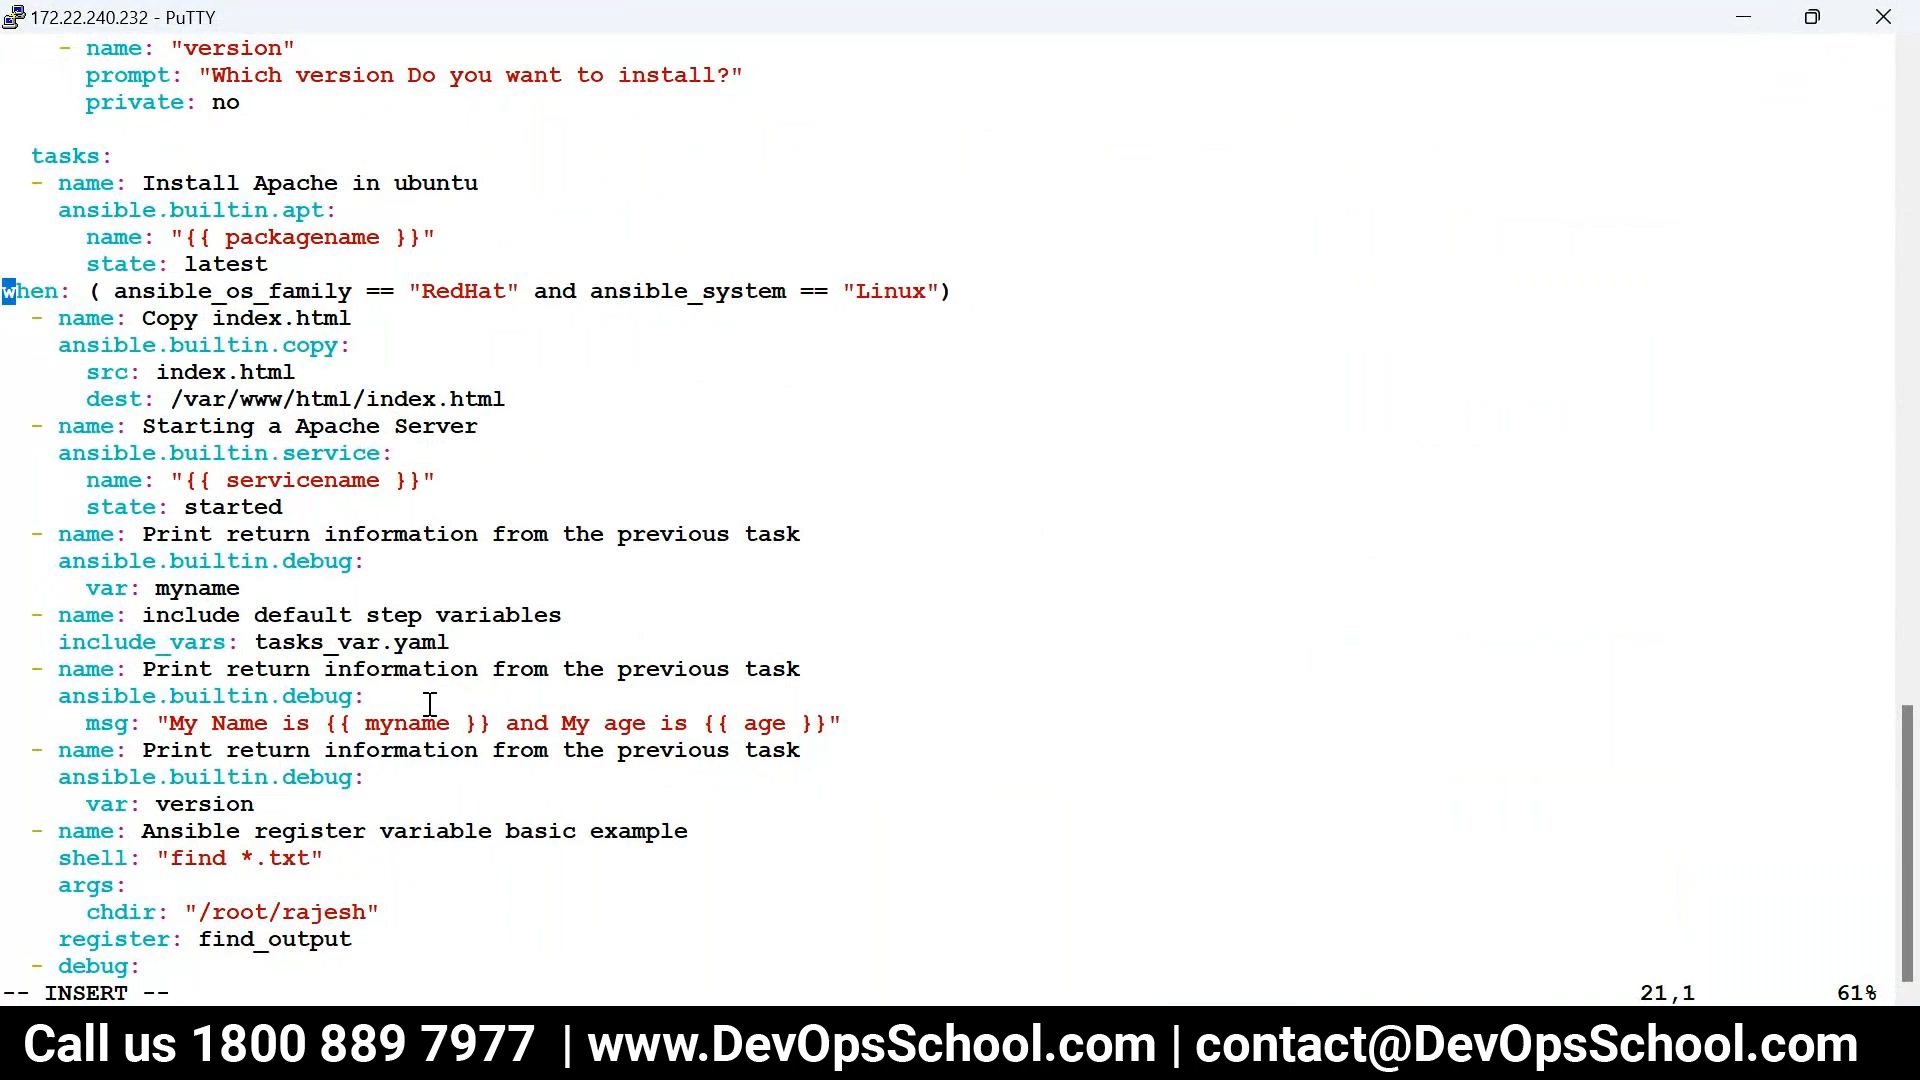 172.22.240.232 - PuTTY
    - name: "version"
      prompt: "Which version Do you want to install?"
      private: no

  tasks:
  - name: Install Apache in ubuntu
    ansible.builtin.apt:
      name: "{{ packagename }}"
      state: latest
when: ( ansible_os_family == "RedHat" and ansible_system == "Linux")
  - name: Copy index.html
    ansible.builtin.copy:
      src: index.html
      dest: /var/www/html/index.html
  - name: Starting a Apache Server
    ansible.builtin.service:
      name: "{{ servicename }}"
      state: started
  - name: Print return information from the previous task
    ansible.builtin.debug:
      var: myname
  - name: include default step variables
    include_vars: tasks_var.yaml
  - name: Print return information from the previous task
    ansible.builtin.debug:
      msg: "My Name is {{ myname }} and My age is {{ age }}"
  - name: Print return information from the previous task
    ansible.builtin.debug:
      var: version
  - name: Ansible register variable basic example
    shell: "find *.txt"
    args:
      chdir: "/root/rajesh"
    register: find_output
  - debug:
-- INSERT -- 21,1 61%
Call us 1800 889 7977 | www.DevOpsSchool.com | contact@DevOpsSchool.com